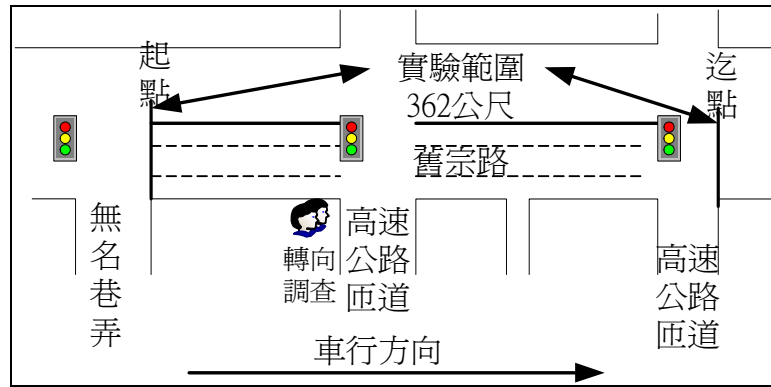 起點
實驗範圍
362公尺
迄點
舊宗路
無名巷弄
轉向
調查
高速公路匝道
高速公路匝道
車行方向